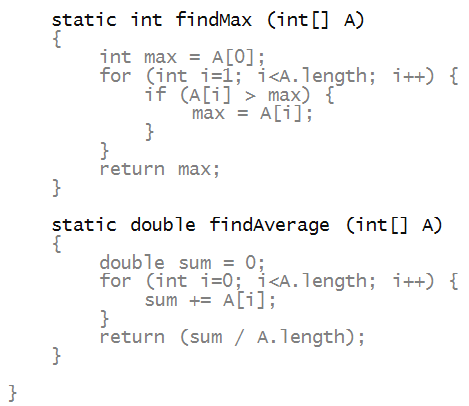 static int findMax (int[] A)
{
int max = A[0];
for (int i=1; i<A.length; i++) {
if (A[i] > max) {
max = A[i];
}
}
return max;
}
static double findAverage (int[] A)
{
double sum = 0;
for (int i=0; i<A.length; i++) {
sum += A[i];
}
return (sum / A.length);
}
}